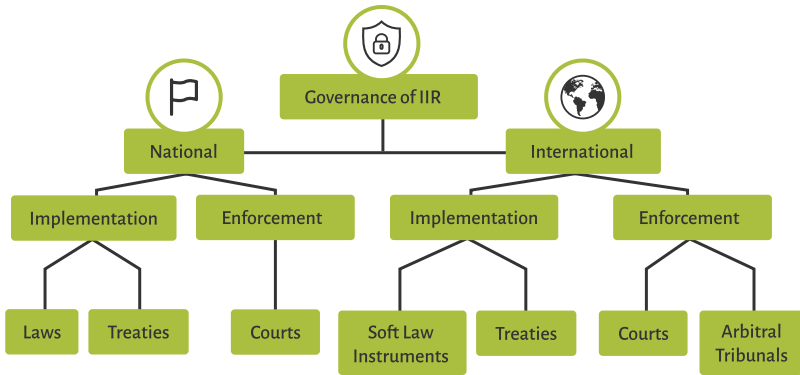 Governance of IIR
National
International
Implementation
Enforcement
Implementation
Enforcement
Laws
Treaties
Courts
Soft Law
Instruments
Treaties
Courts
Arbitral
Tribunals